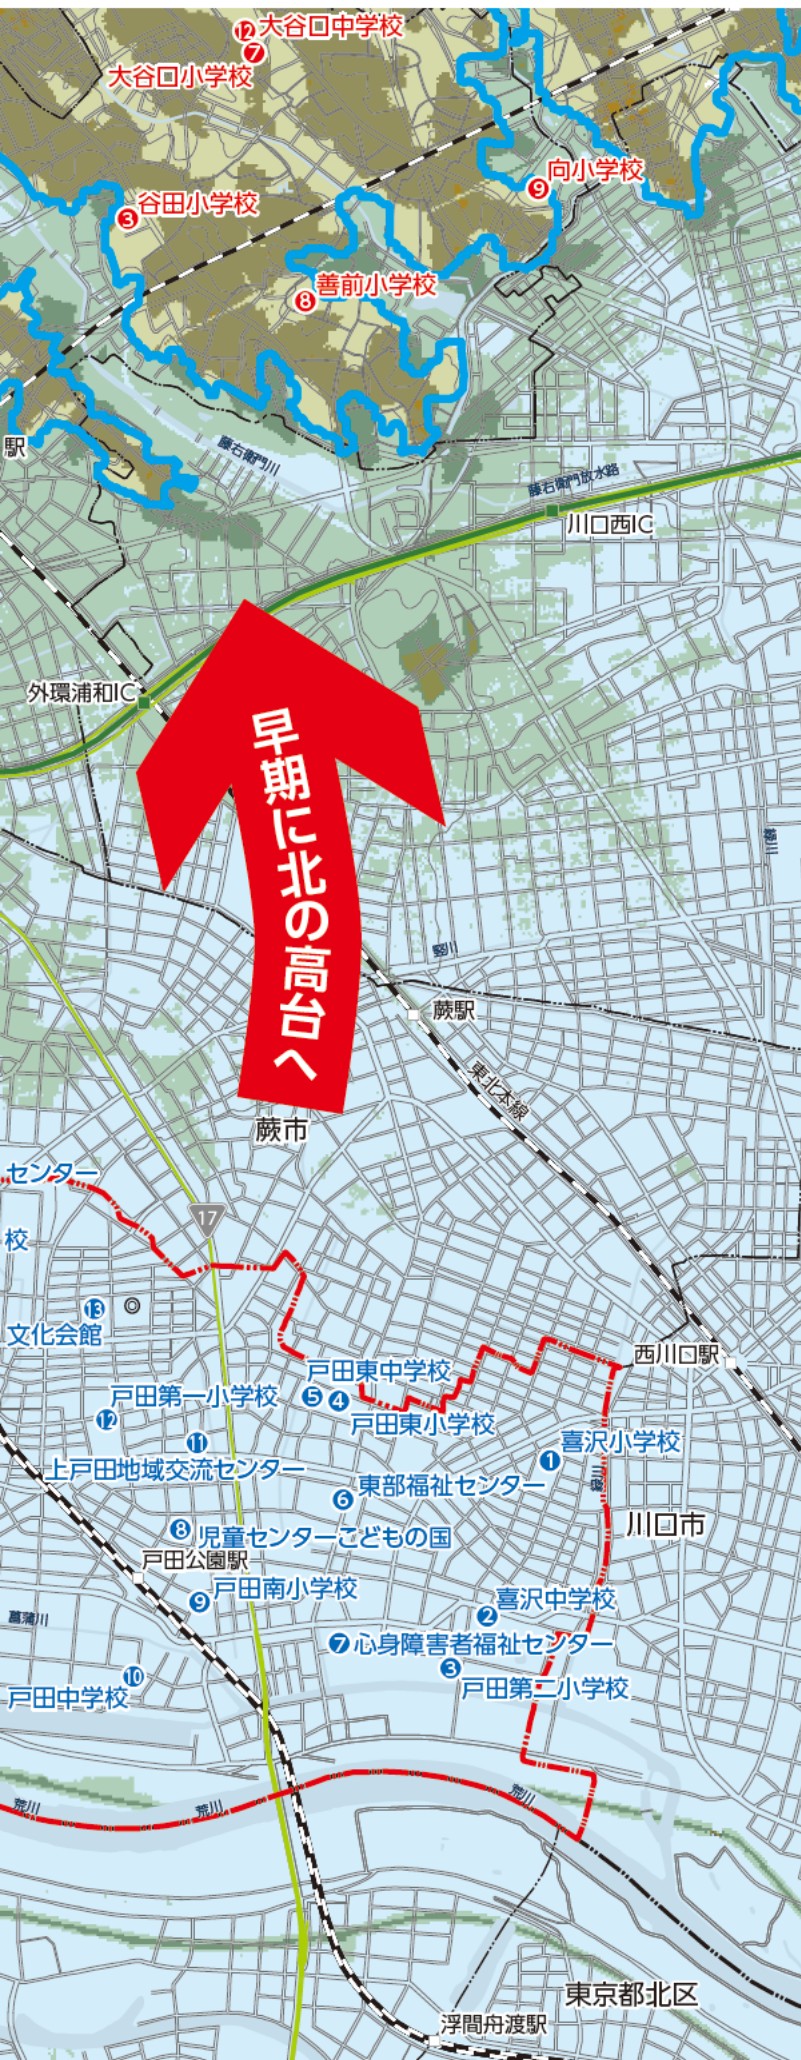 ⑫大谷口中学校
⑦
大谷口小学校
向小学校
⑨
谷田小学校
③
善前小学校
⑧
駅
藤右衛門川
藤右衛門放水路
川口西IC
外環浦和IC
早期に北の高台へ
緑川
蕨駅
東北本線
蕨市
センター
17
校
⑬
文化会館
西川口駅
戸田東中学校
⑤④
戸田第一小学校
⑫
戸田東小学校
喜沢小学校
①
⑪
上戸田地域交流センター
東部福祉センター
⑥
川口市
⑧児童センターこどもの国
戸田公園駅
戸田南小学校
⑨
喜沢中学校
②
菖蒲川
⑦心身障害者福祉センター
③
⑩
戸田中学校
戸田第二小学校
荒川
荒川
荒川
東京都北区
浮間舟渡駅